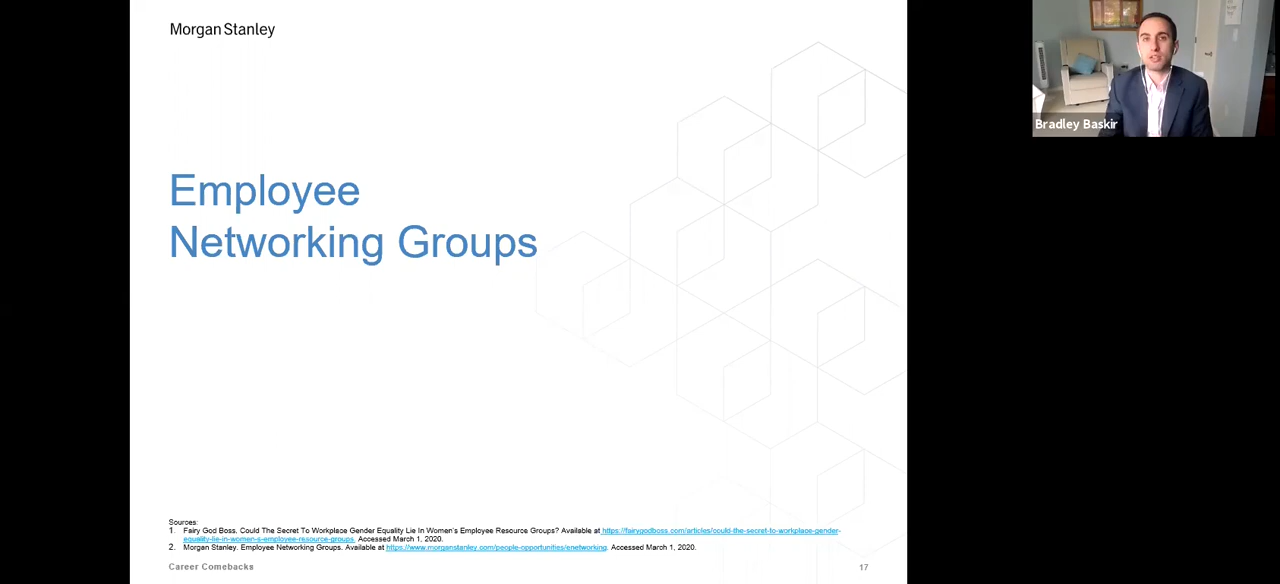 Morgan Stanley
Bradley Baskir
Employee
Networking Groups
Sources:
1. Fairy God Boss. Could The Secret To Workplace Gender Equality Lie In Women's Employee Resource Groups? Available at https://fairygodboss.com/articles/could-the-secret-to-workplace-gender-
equality-lie-in-women-s-employee-resource-groups. Accessed March 1, 2020.
2. Morgan Stanley. Employee Networking Groups. Available at https://www.morganstanley.com/people-opportunities/enetworking. Accessed March 1, 2020.
Career Comebacks
17